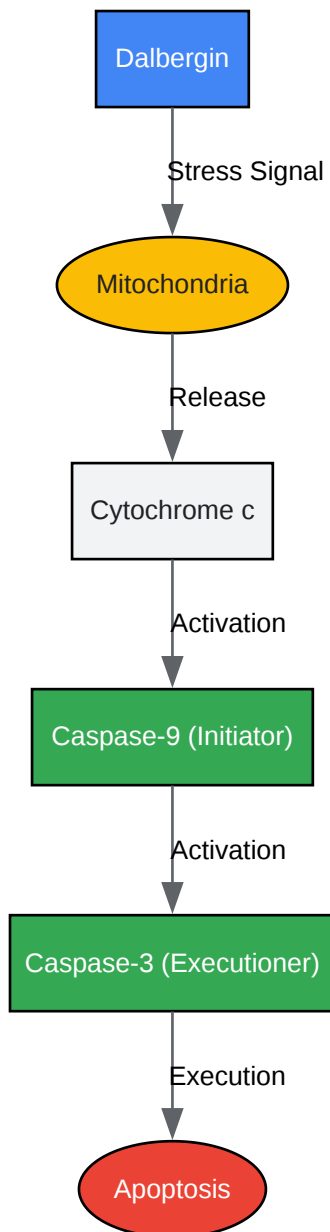 Dalbergin
Stress Signal
Mitochondria
Release
Cytochrome c
Activation
Caspase-9 (Initiator)
Activation
Caspase-3 (Executioner)
Execution
Apoptosis